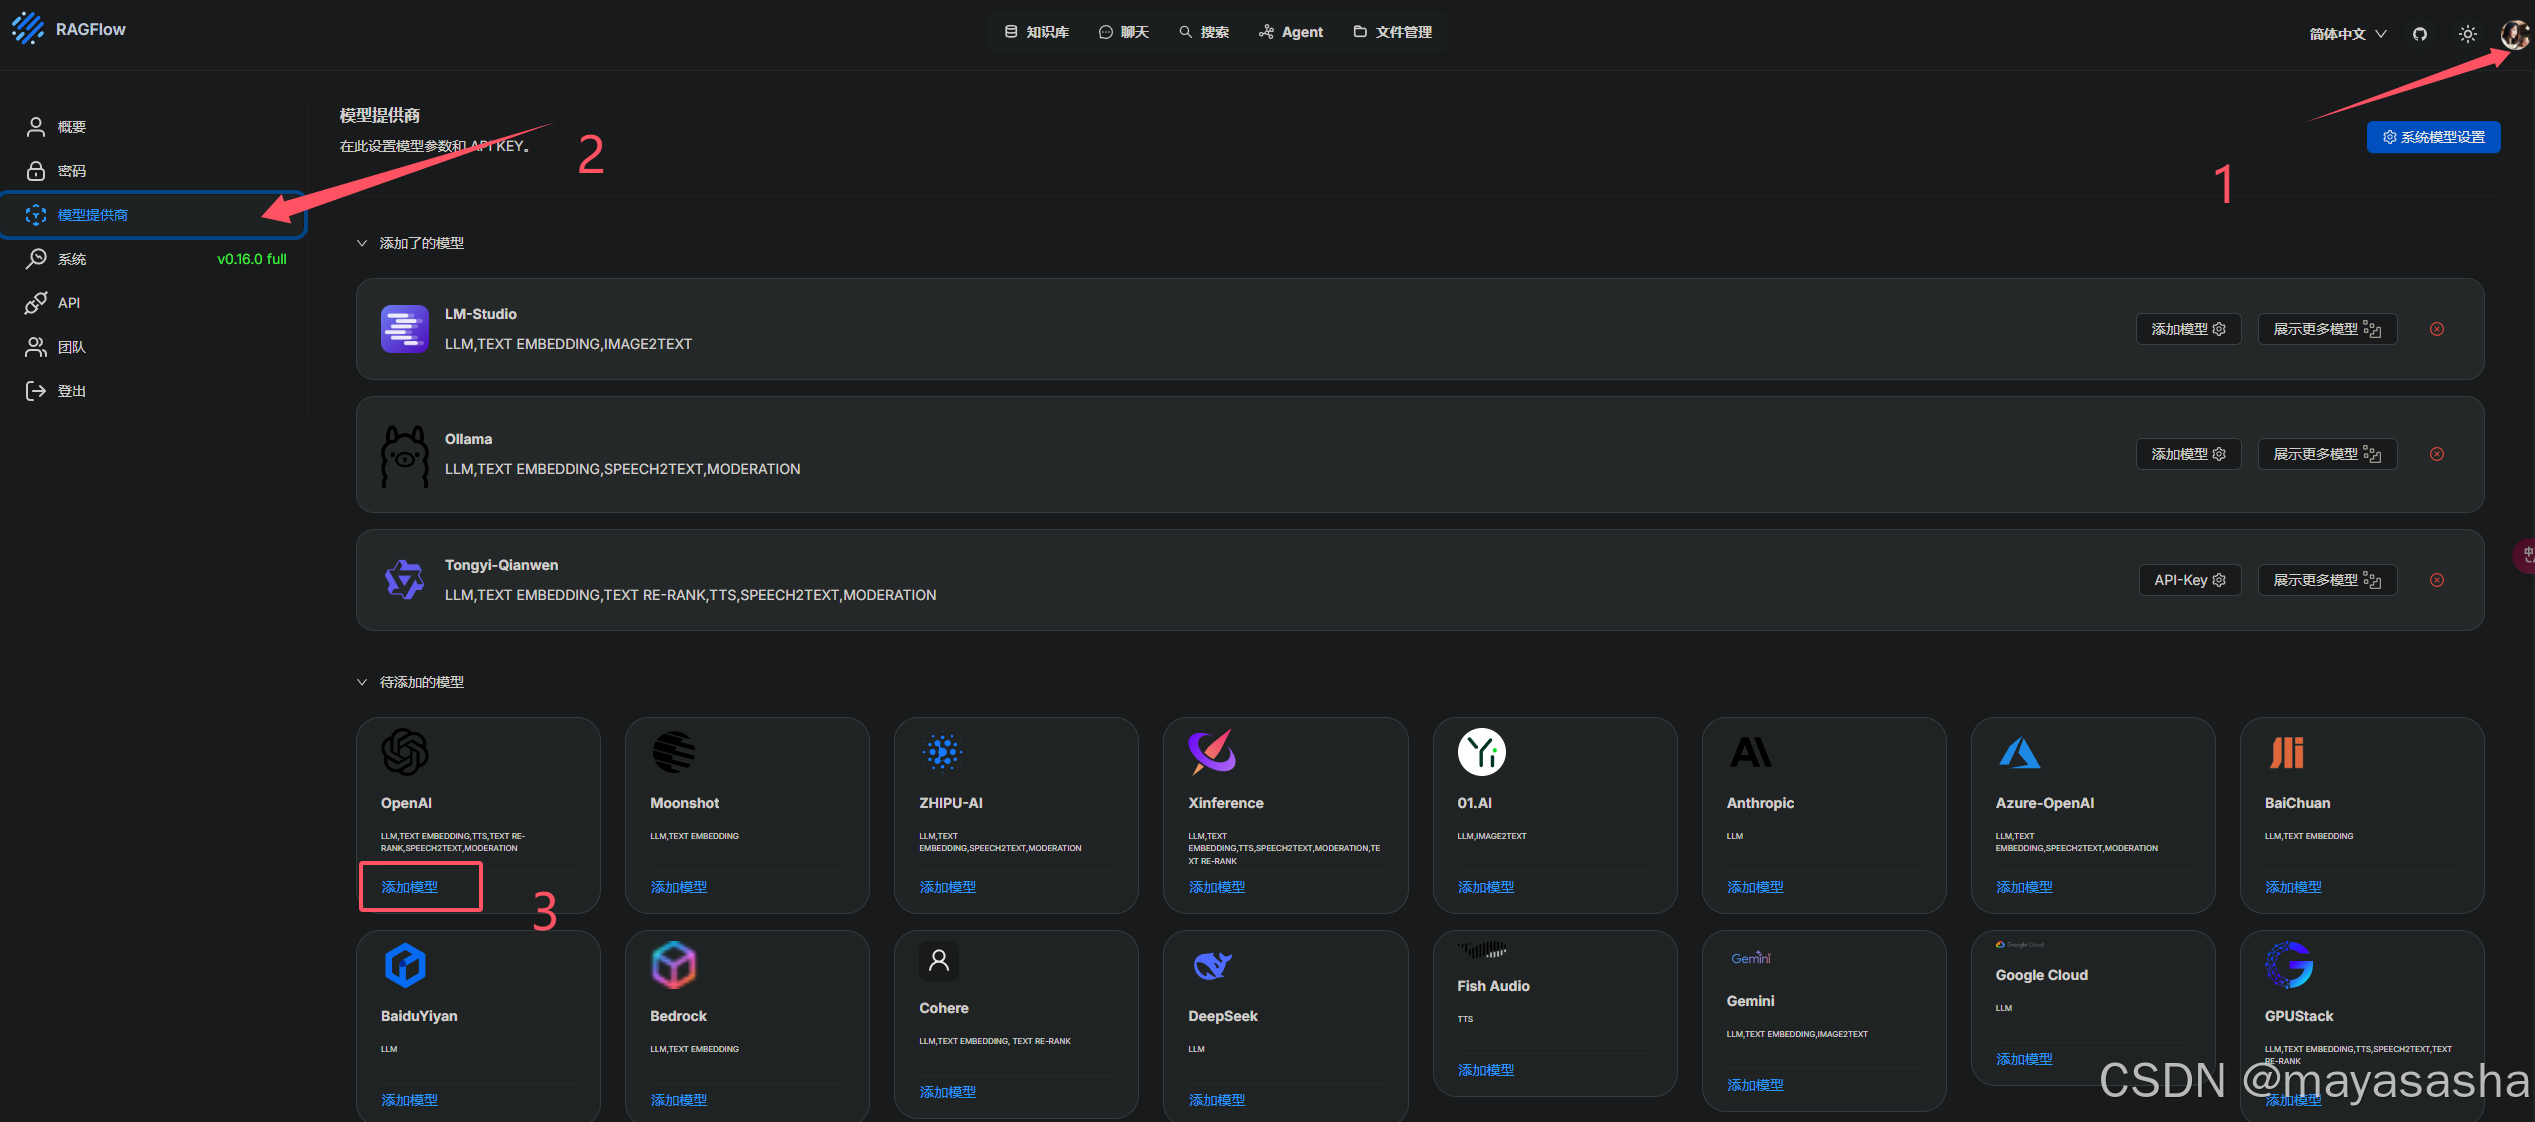 RAGFlow
知识库 聊天 搜索 Agent 文件管理
简体中文
1
概要
密码
模型提供商
系统 v0.16.0 full
API
团队
登出
模型提供商
在此设置模型参数和 API KEY。
2
系统模型设置
添加了的模型
LM-Studio
LLM,TEXT EMBEDDING,IMAGE2TEXT
添加模型 展示更多模型
Ollama
LLM,TEXT EMBEDDING,SPEECH2TEXT,MODERATION
添加模型 展示更多模型
Tongyi-Qianwen
LLM,TEXT EMBEDDING,TEXT RE-RANK,TTS,SPEECH2TEXT,MODERATION
API-Key 展示更多模型
中
待添加的模型
OpenAI
LLM,TEXT EMBEDDING,TTS,TEXT RE-
RANK,SPEECH2TEXT,MODERATION
添加模型
3
Moonshot
LLM,TEXT EMBEDDING
添加模型
ZHIPU-AI
LLM,TEXT
EMBEDDING,SPEECH2TEXT,MODERATION
添加模型
Xinference
LLM,TEXT
EMBEDDING,TTS,SPEECH2TEXT,MODERATION,TE
XT RE-RANK
添加模型
01.AI
LLM,IMAGE2TEXT
添加模型
Anthropic
LLM
添加模型
Azure-OpenAI
LLM,TEXT
EMBEDDING,SPEECH2TEXT,MODERATION
添加模型
BaiChuan
LLM,TEXT EMBEDDING
添加模型
BaiduYiyan
LLM
添加模型
Bedrock
LLM,TEXT EMBEDDING
添加模型
Cohere
LLM,TEXT EMBEDDING, TEXT RE-RANK
添加模型
DeepSeek
LLM
添加模型
Fish Audio
TTS
添加模型
Gemini
Gemini
LLM,TEXT EMBEDDING,IMAGE2TEXT
添加模型
Google Cloud
Google Cloud
LLM
添加模型
GPUStack
LLM,TEXT EMBEDDING,TTS,SPEECH2TEXT,TEXT
RE-RANK
添加模型
CSDN @mayasasha